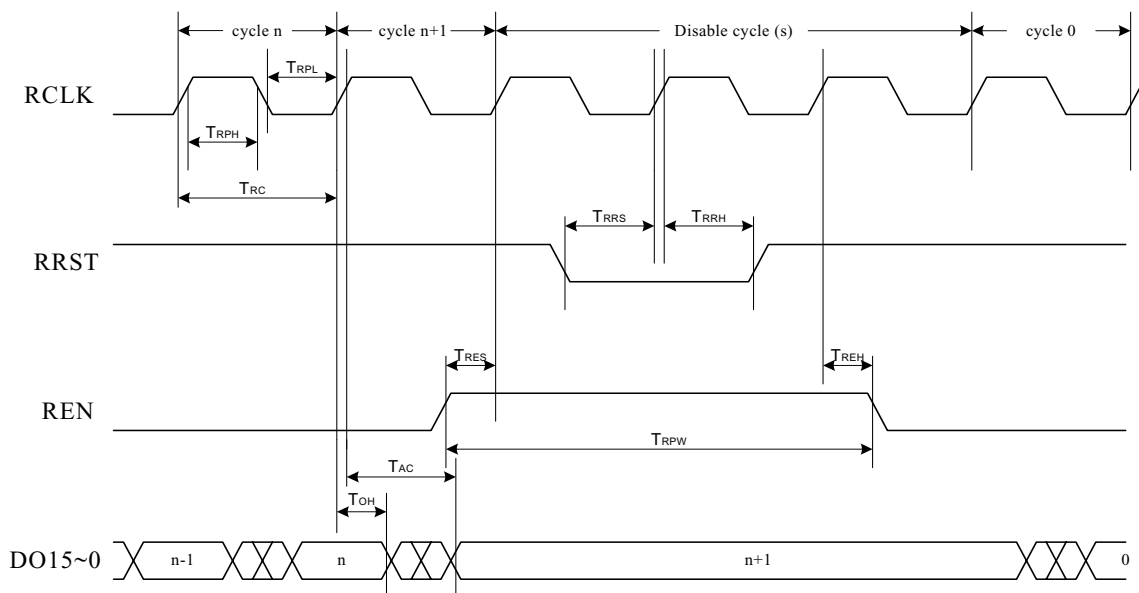 cycle n cycle n+1 Disable cycle (s) cycle 0
TRPL
RCLK
TRPH
TRC
TRRS TRRH
RRST
TRES TREH
REN
TRPW
TAC
TOH
DO15~0 n-1 n n+1 0